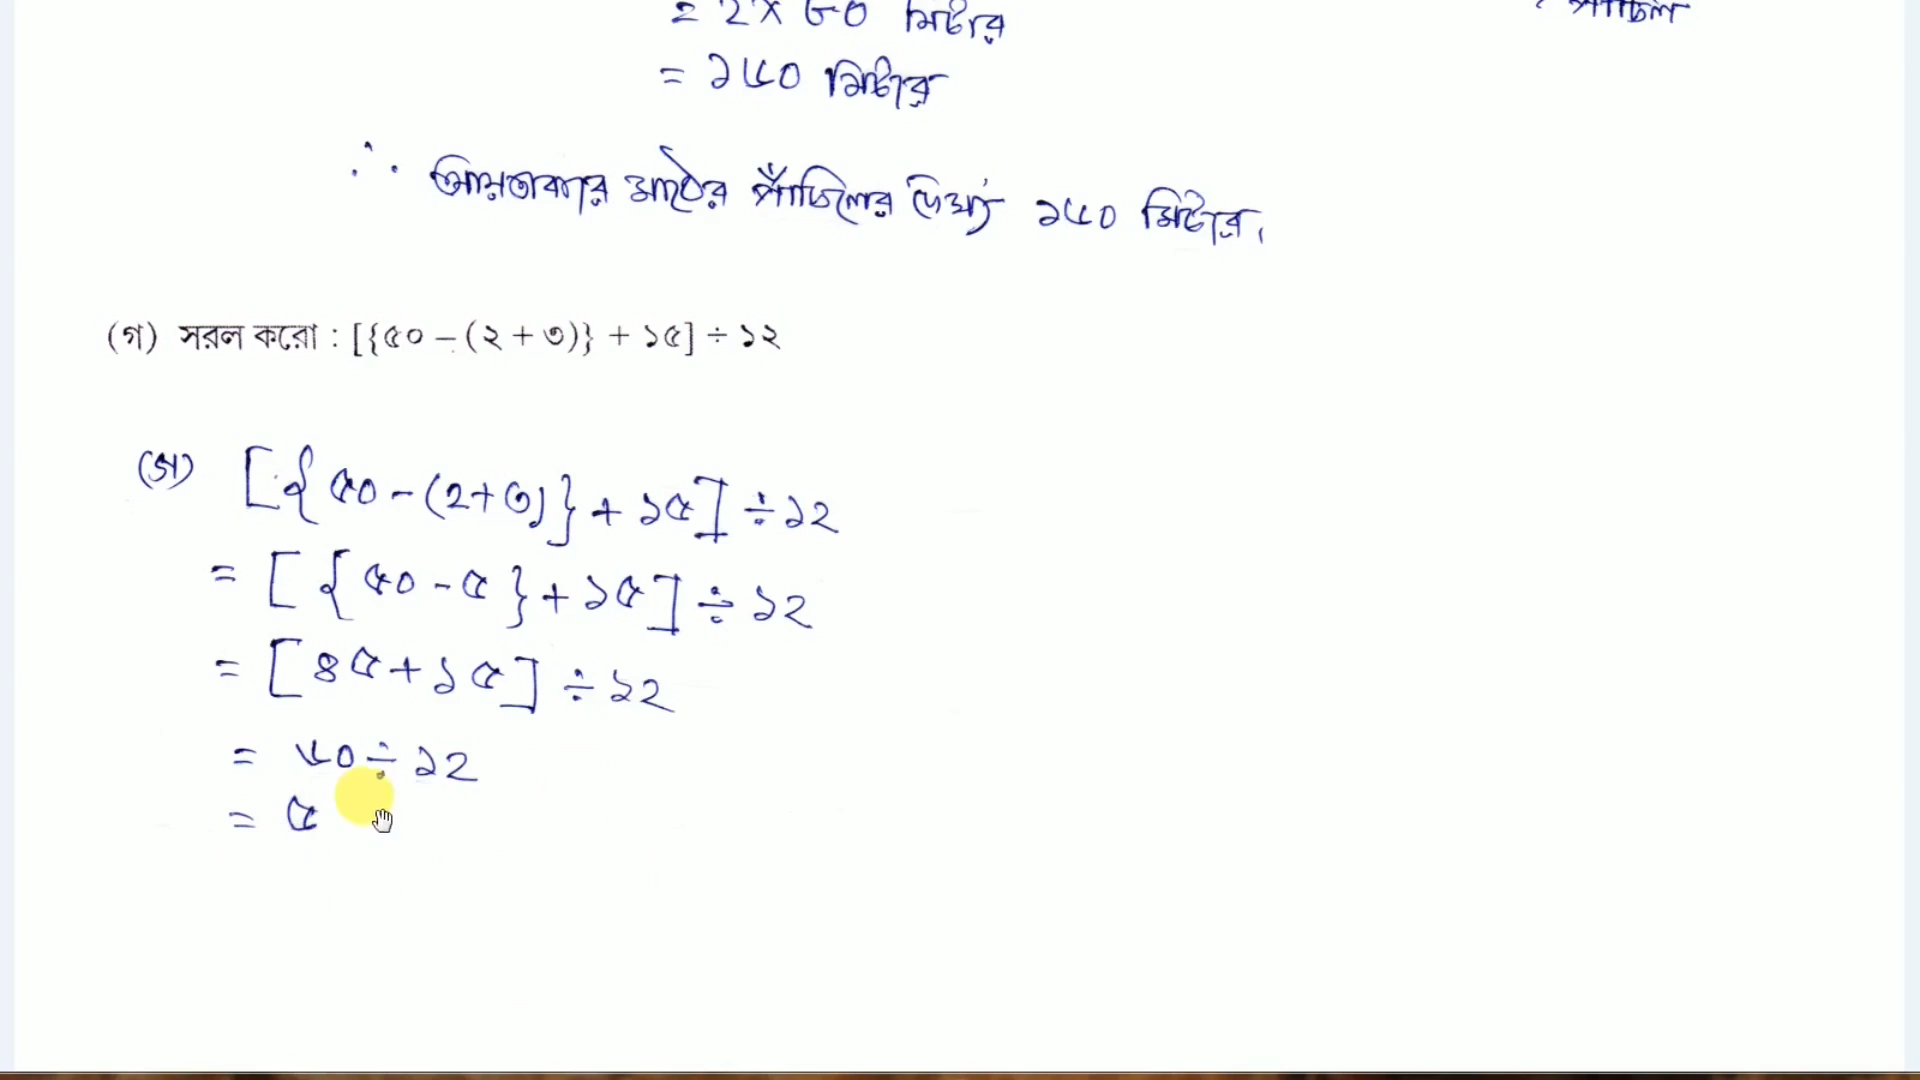 = ২ × ৮০ মিটার
পাঁচিল
= ১৬০ মিটার
∴ আয়তাকার মাঠের পাঁচিলের দৈর্ঘ্য ১৬০ মিটার।
(গ) সরল করো : [{৫০ – (২ + ৩)} + ১৫] ÷ ১২
(গ) [{৫০ - (২+৩)} + ১৫] ÷ ১২
= [{৫০ - ৫} + ১৫] ÷ ১২
= [৪৫ + ১৫] ÷ ১২
= ৬০ ÷ ১২
= ৫